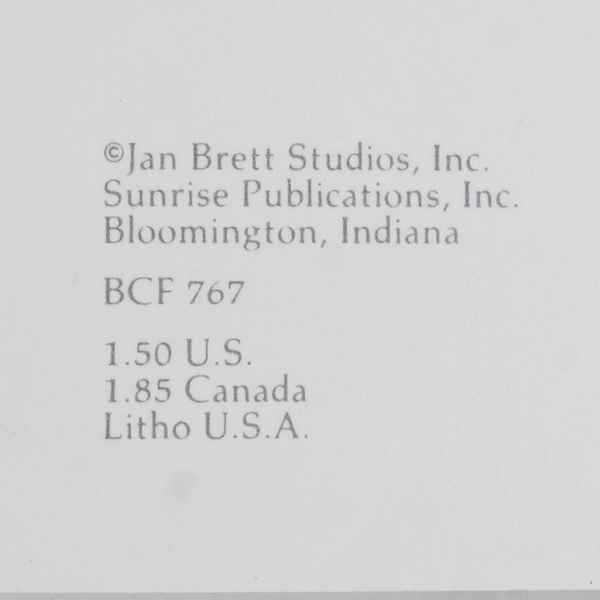 ©Jan Brett Studios, Inc.
Sunrise Publications, Inc.
Bloomington, Indiana
BCF 767
1.50 U.S.
1.85 Canada
Litho U.S.A.